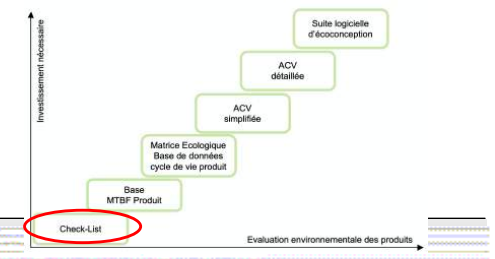 Suite logicielle
d'écoconception
ACV
détaillée
ACV
simplifiée
Matrice Ecologique
Base de données
cycle de vie produit
Base
MTBF Produit
Check-List
Investissement nécessaire
Evaluation environnementale des produits